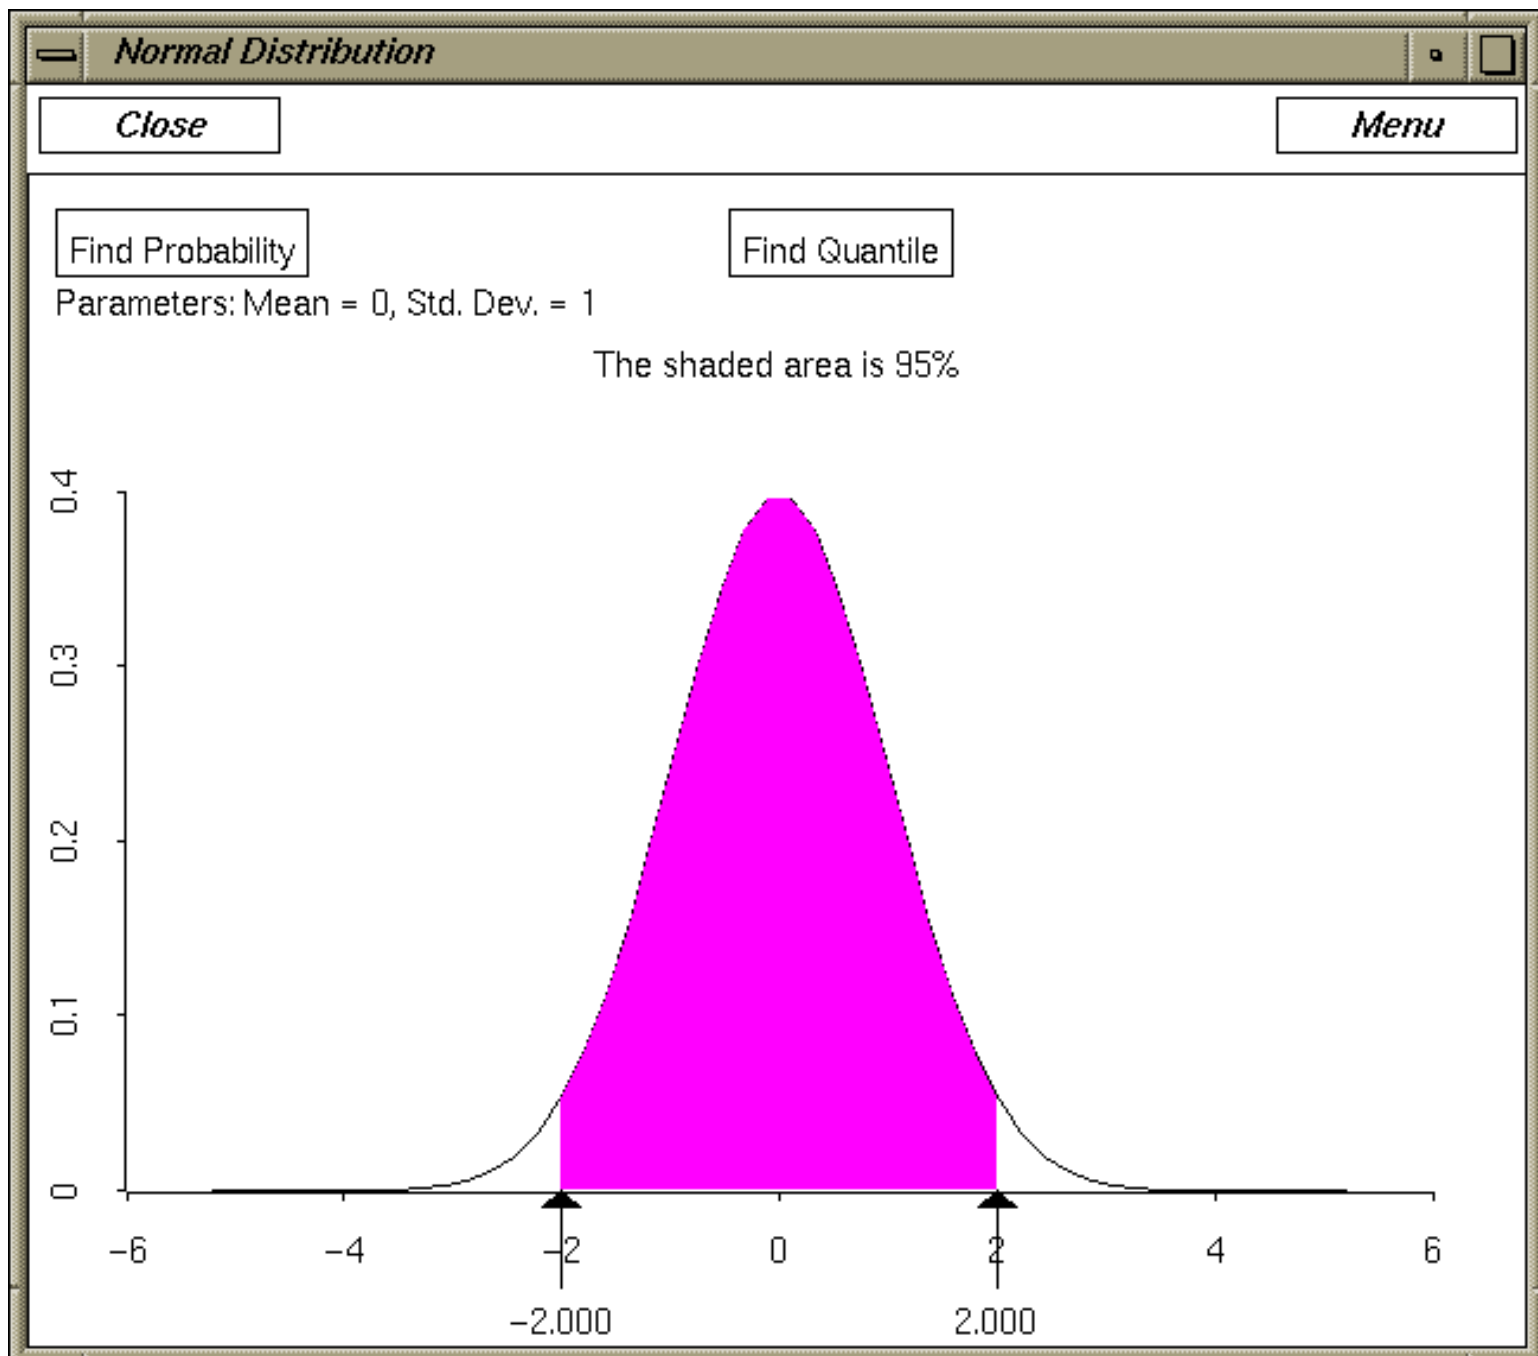 Normal Distribution
Close
Menu
Find Probability
Find Quantile
Parameters: Mean = 0, Std. Dev. = 1
The shaded area is 95%
0.4
0.3
0.2
0.1
0
-6 -4 -2 0 2 4 6
-2.000 2.000